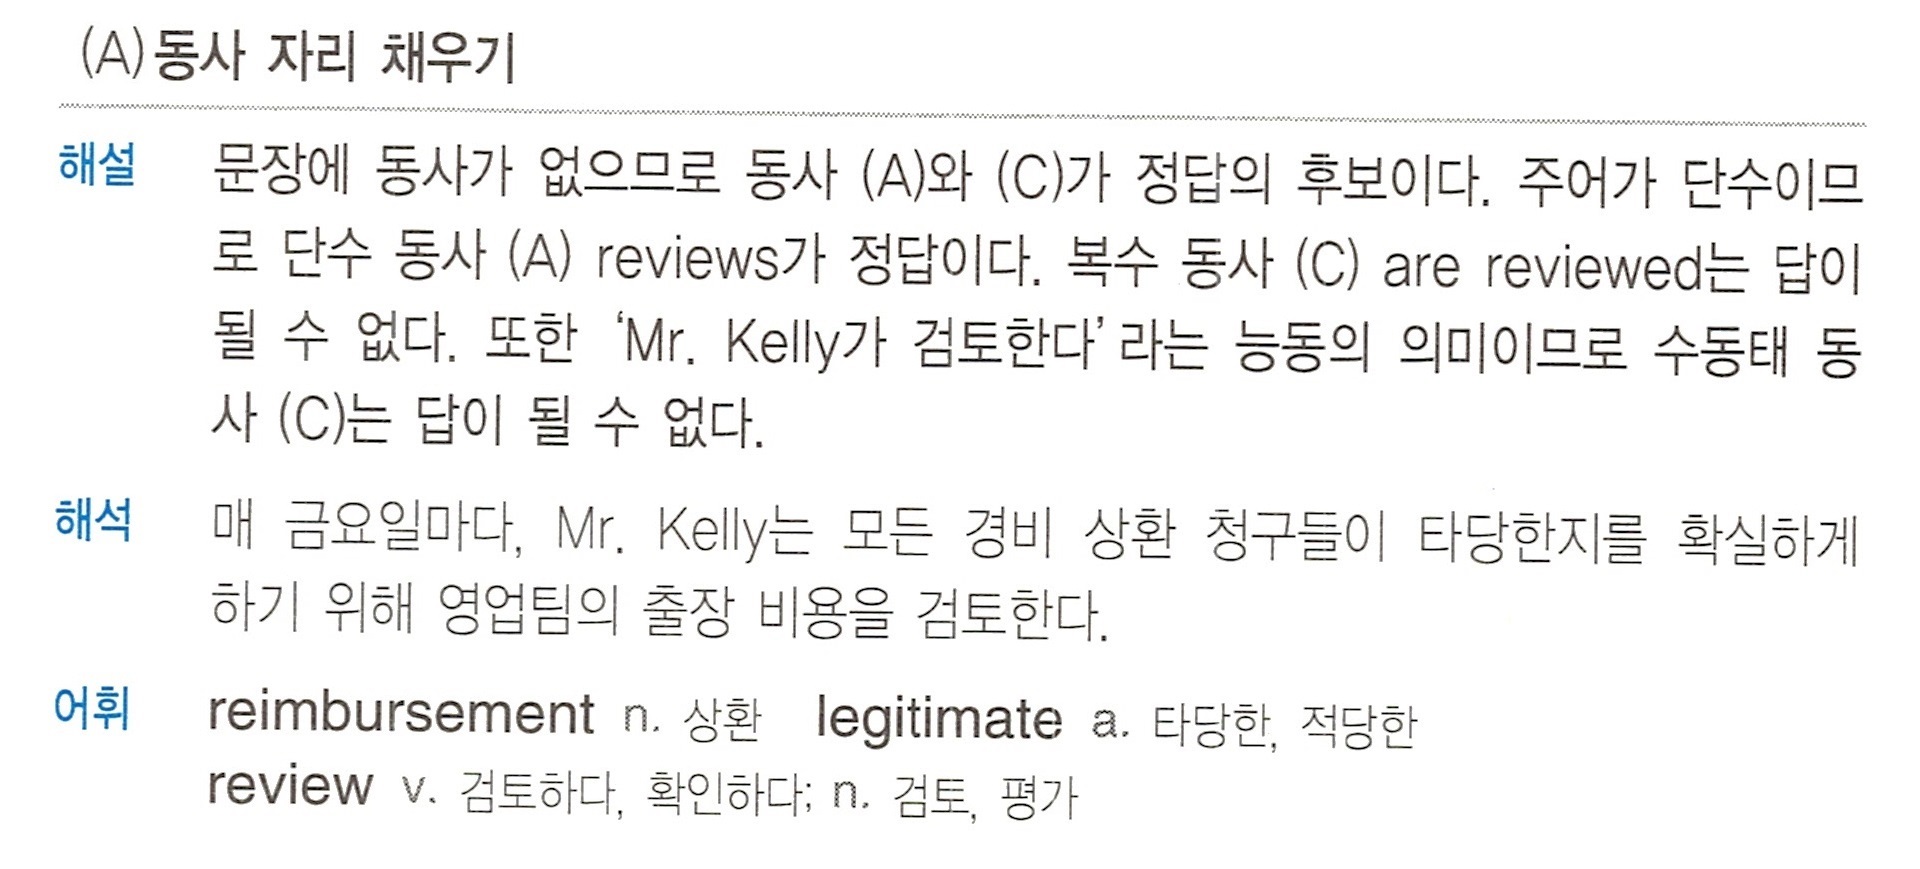 (A) 동사 자리 채우기
해설 문장에 동사가 없으므로 동사 (A)와 (C)가 정답의 후보이다. 주어가 단수이므
로 단수 동사 (A) reviews가 정답이다. 복수 동사 (C) are reviewed는 답이
될 수 없다. 또한 ‘Mr. Kelly가 검토한다’라는 능동의 의미이므로 수동태 동
사 (C)는 답이 될 수 없다.
해석 매 금요일마다, Mr. Kelly는 모든 경비 상환 청구들이 타당한지를 확실하게
하기 위해 영업팀의 출장 비용을 검토한다.
어휘 reimbursement n. 상환 legitimate a. 타당한, 적당한
review v. 검토하다, 확인하다; n. 검토, 평가